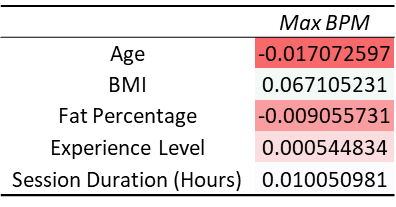 Max BPM
Age -0.017072597
BMI 0.067105231
Fat Percentage -0.009055731
Experience Level 0.000544834
Session Duration (Hours) 0.010050981